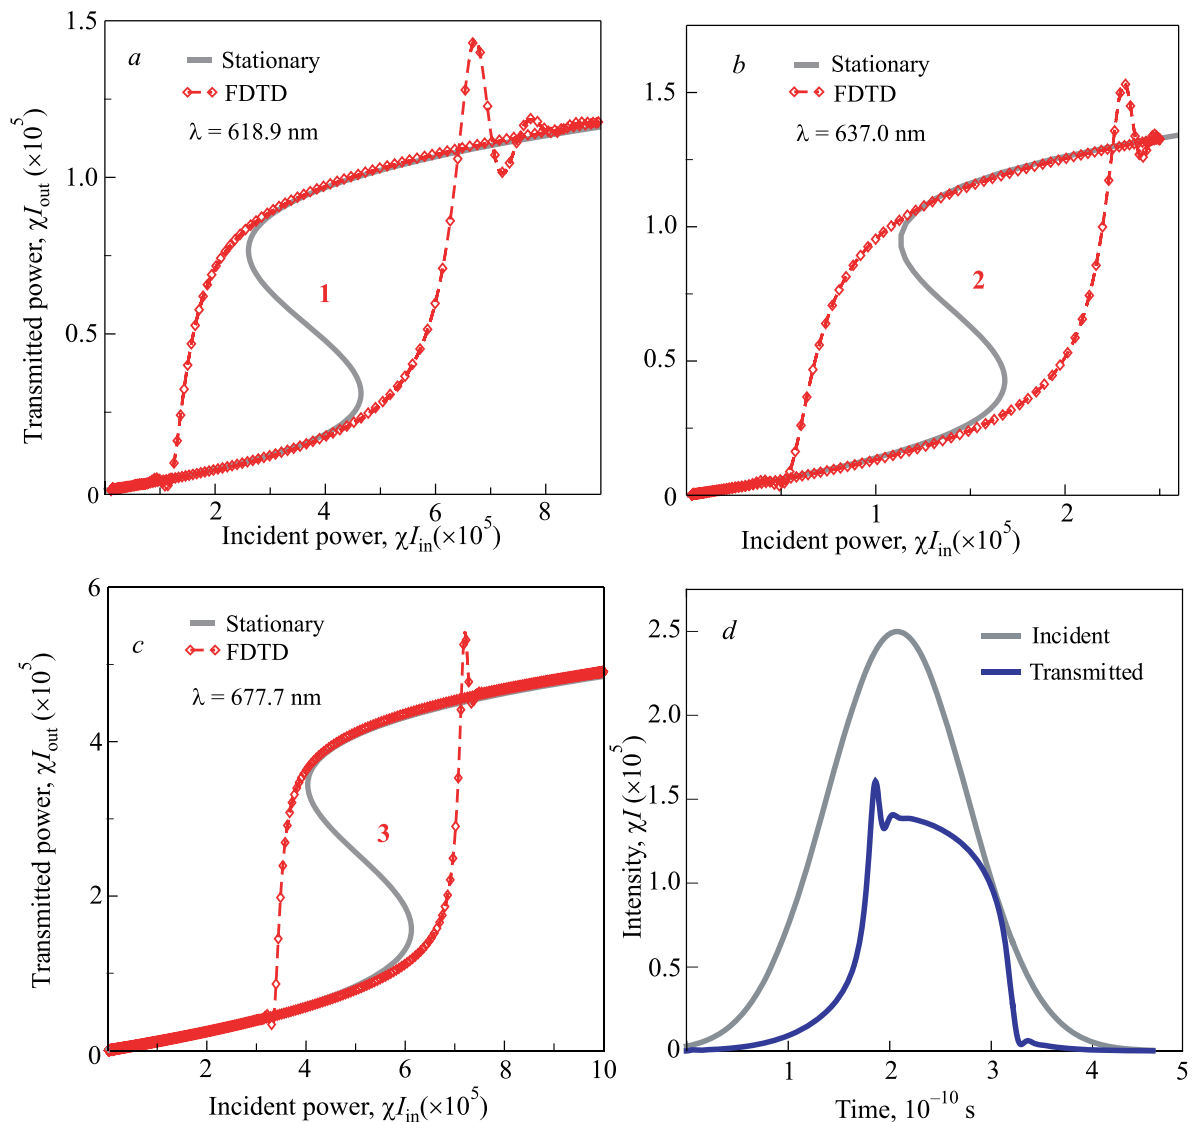 a
Stationary
FDTD
λ = 618.9 nm
1
1.5
1.0
0.5
0
2 4 6 8
Transmitted power, χI_out (×10^5)
Incident power, χI_in(×10^5)
b
Stationary
FDTD
λ = 637.0 nm
2
1.5
1.0
0.5
0
1 2
Incident power, χI_in(×10^5)
c
Stationary
FDTD
λ = 677.7 nm
3
6
4
2
0
2 4 6 8 10
Transmitted power, χI_out (×10^5)
Incident power, χI_in(×10^5)
d
Incident
Transmitted
2.5
2.0
1.5
1.0
0.5
0
1 2 3 4 5
Intensity, χI (×10^5)
Time, 10^−10 s